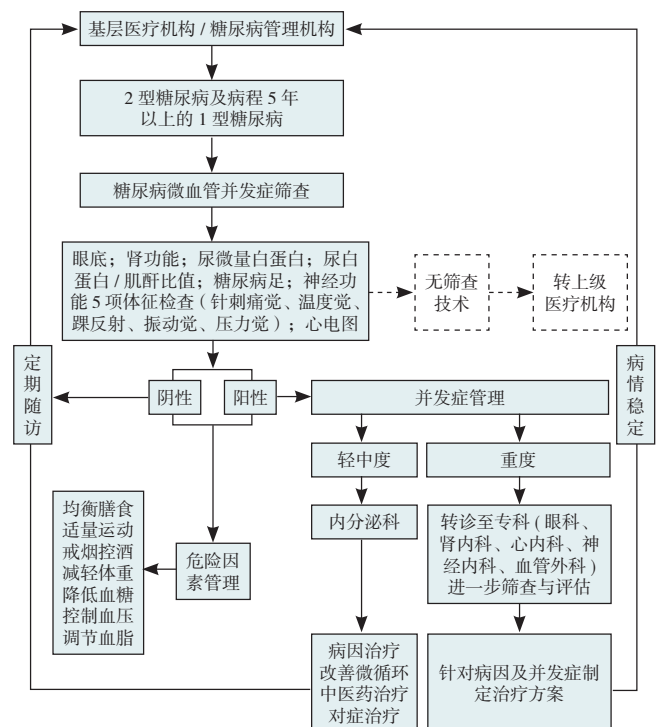 基层医疗机构 / 糖尿病管理机构
2 型糖尿病及病程 5 年
以上的 1 型糖尿病
糖尿病微血管并发症筛查
眼底；肾功能；尿微量白蛋白；尿白
蛋白 / 肌酐比值；糖尿病足；神经功
能 5 项体征检查（针刺痛觉、温度觉、
踝反射、振动觉、压力觉）；心电图
无筛查
技术
转上级
医疗机构
定
期
随
访
阴性
阳性
并发症管理
病
情
稳
定
轻中度
重度
均衡膳食
适量运动
戒烟控酒
减轻体重
降低血糖
控制血压
调节血脂
危险因
素管理
内分泌科
转诊至专科（眼科、
肾内科、心内科、神
经内科、血管外科）
进一步筛查与评估
病因治疗
改善微循环
中医药治疗
对症治疗
针对病因及并发症制
定治疗方案